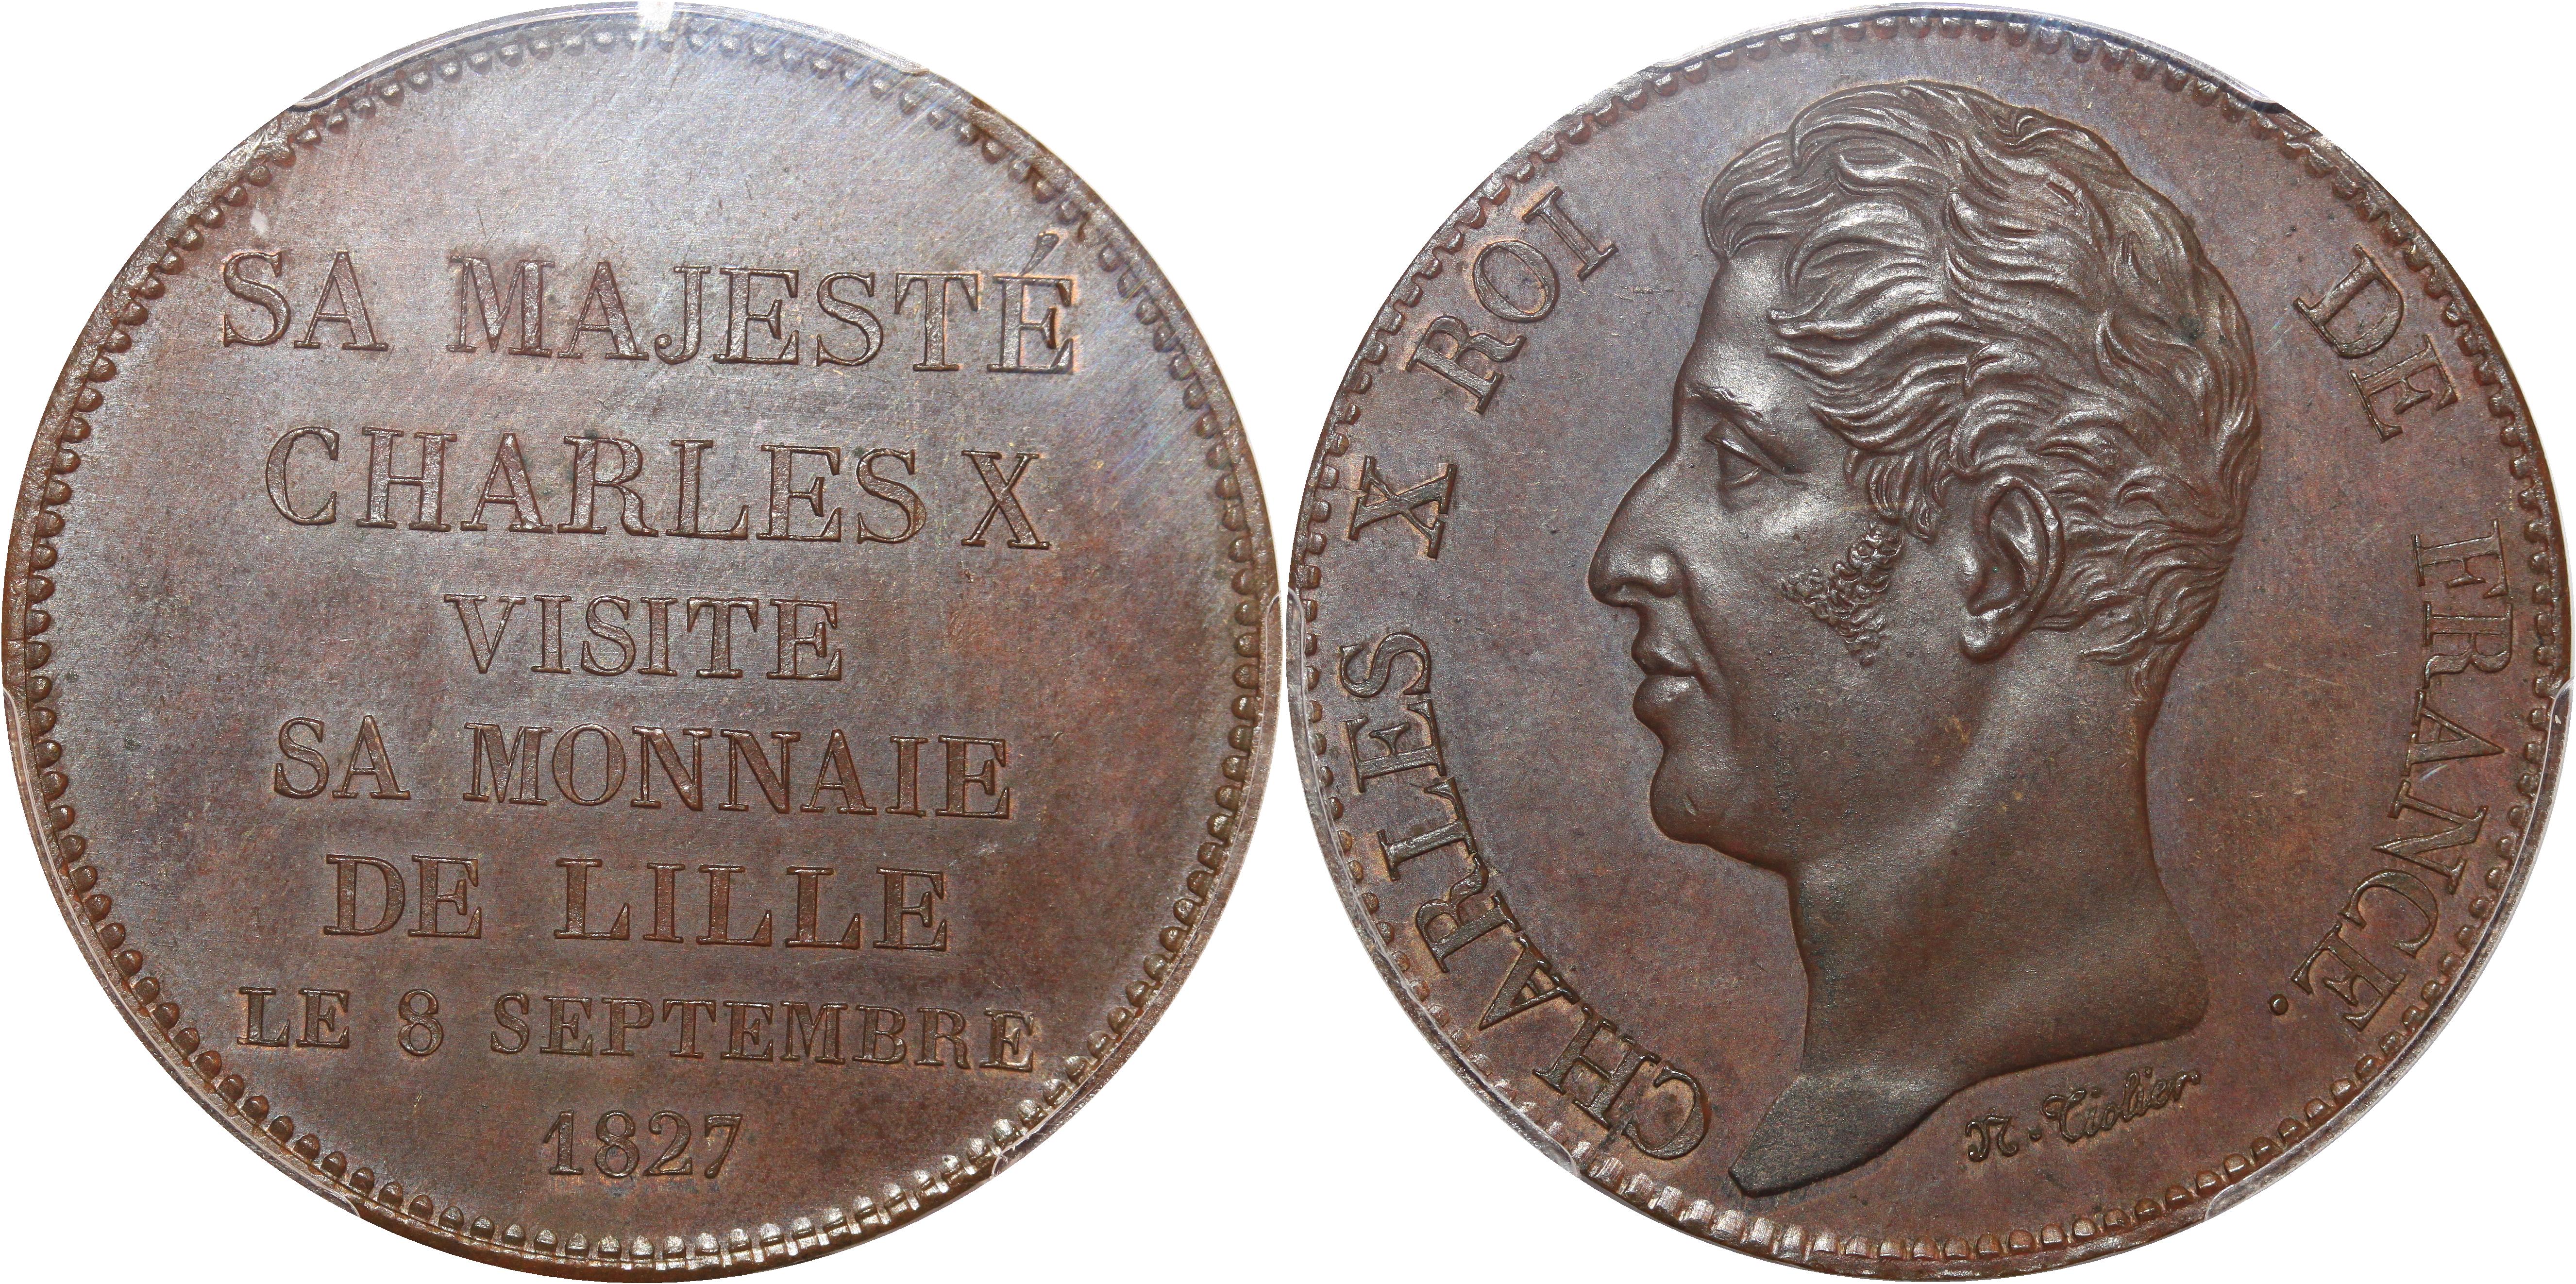 SA MAJESTÉ
CHARLES X
VISITE
SA MONNAIE
DE LILLE
LE 8 SEPTEMBRE
1827
CHARLES X ROI DE FRANCE.
N. Tiolier